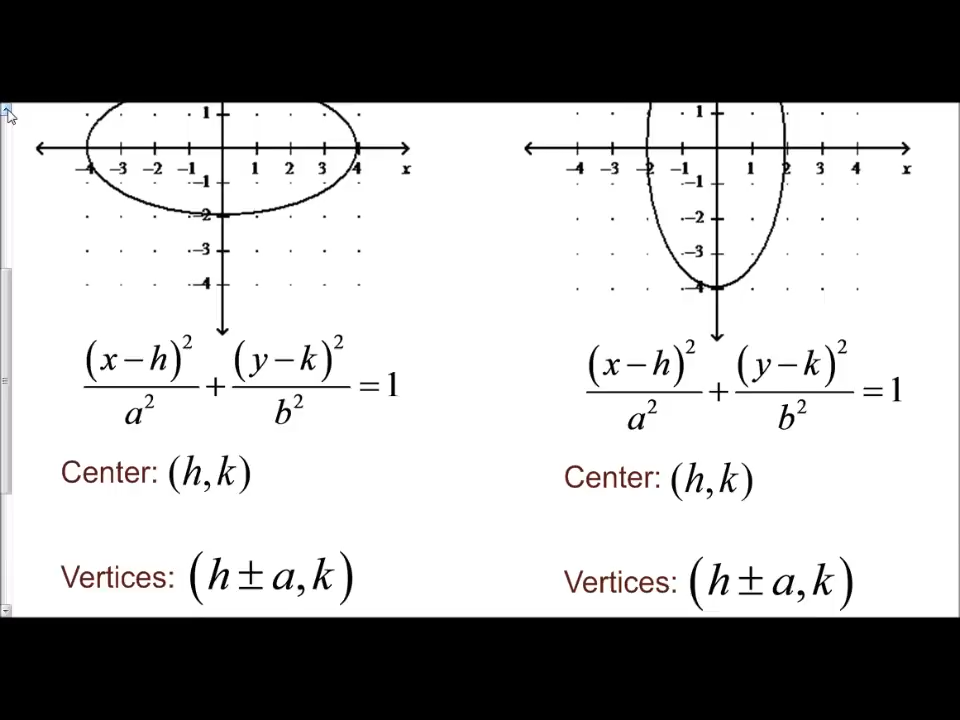 1
1
x
x
–4 –3 –2 –1 1 2 3 4
–4 –3 –2 –1 1 2 3 4
–1
–1
–2
–2
–3
–3
–4
–4
(x – h)² / a² + (y – k)² / b² = 1
(x – h)² / a² + (y – k)² / b² = 1
Center: (h, k)
Center: (h, k)
Vertices: (h ± a, k)
Vertices: (h ± a, k)